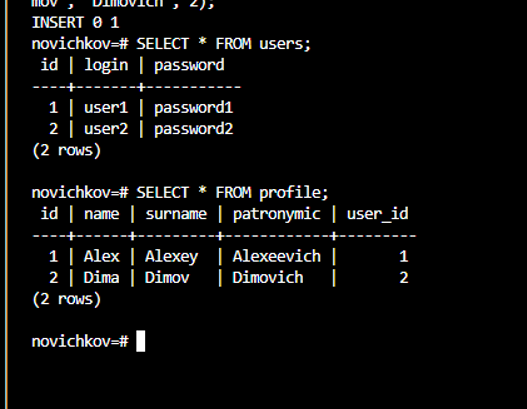 mov', 'Dimovich', 2);
INSERT 0 1
novichkov=# SELECT * FROM users;
 id | login | password
----+-------+-----------
  1 | user1 | password1
  2 | user2 | password2
(2 rows)

novichkov=# SELECT * FROM profile;
 id | name | surname | patronymic | user_id
----+------+---------+------------+---------
  1 | Alex | Alexey  | Alexeevich |       1
  2 | Dima | Dimov   | Dimovich   |       2
(2 rows)

novichkov=#